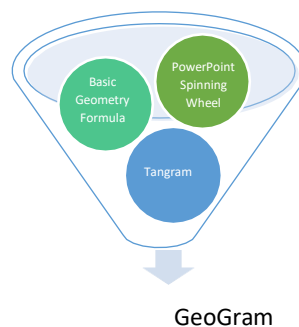 Basic
Geometry
Formula
PowerPoint
Spinning
Wheel
Tangram
GeoGram